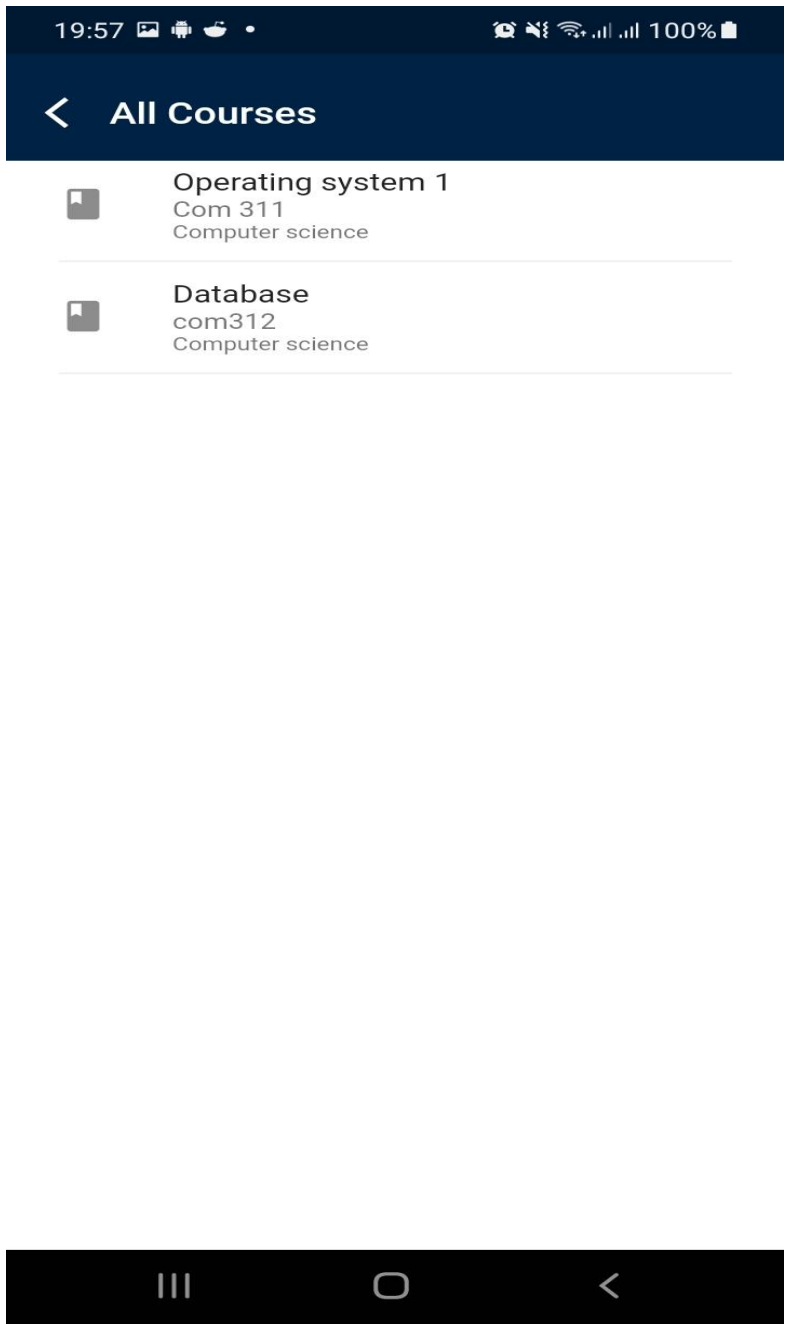 19:57
100%
All Courses
Operating system 1
Com 311
Computer science
Database
com312
Computer science